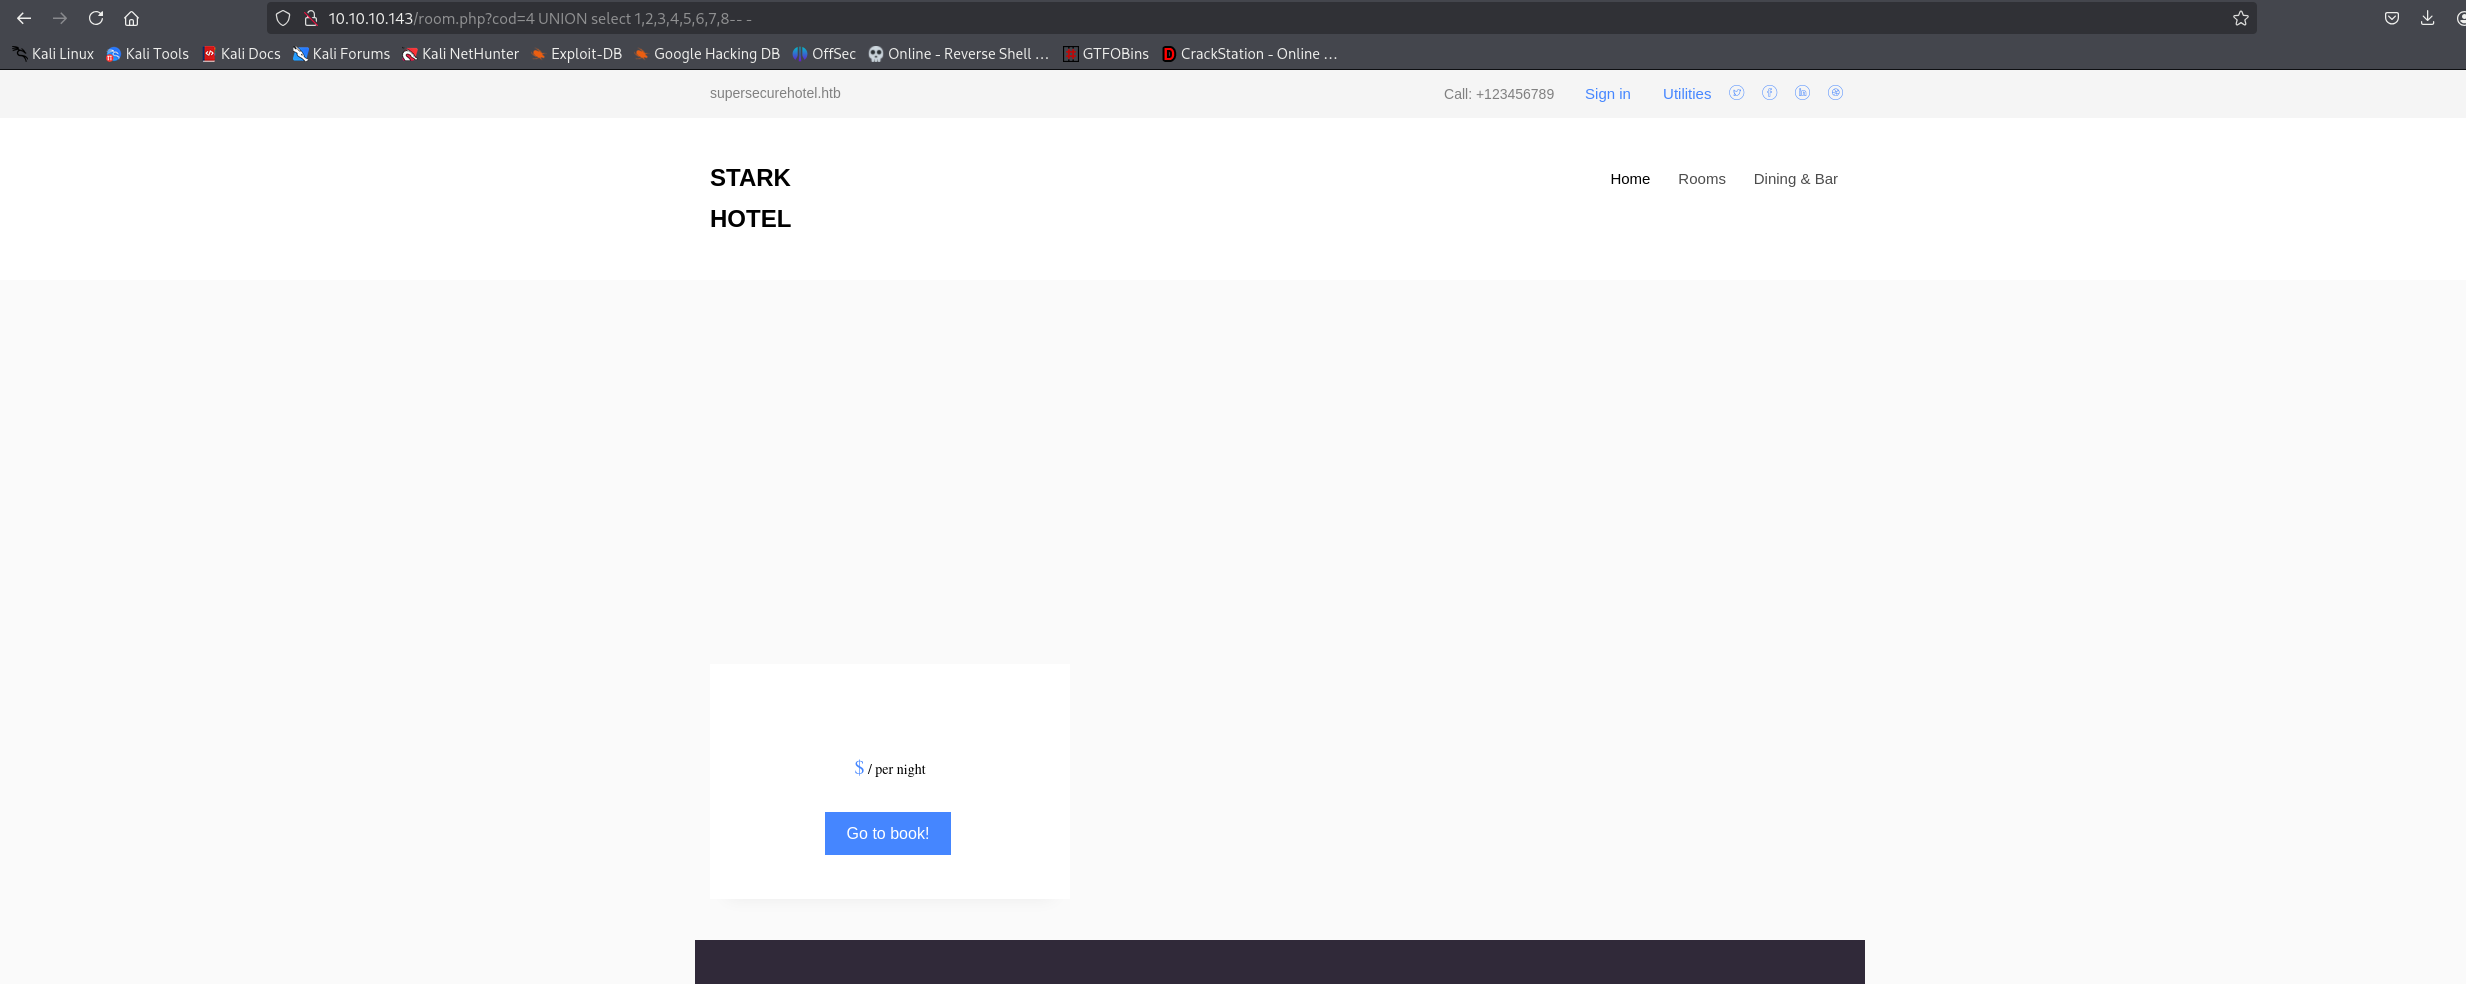 10.10.10.143/room.php?cod=4 UNION select 1,2,3,4,5,6,7,8-- -
Kali Linux Kali Tools Kali Docs Kali Forums Kali NetHunter Exploit-DB Google Hacking DB OffSec Online - Reverse Shell … GTFOBins CrackStation - Online …
supersecurehotel.htb Call: +123456789 Sign in Utilities
STARK
HOTEL
Home Rooms Dining & Bar
$ / per night
Go to book!